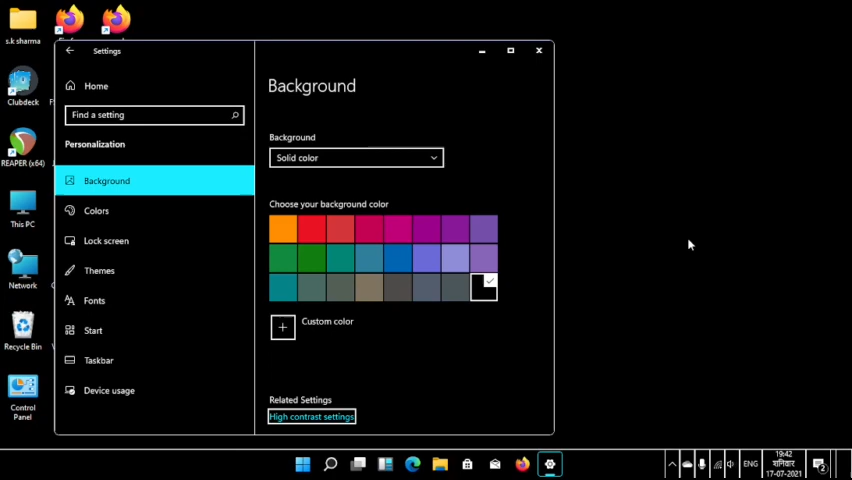 s.k sharma
Clubdeck
REAPER (x64)
This PC
Network
Recycle Bin
Control
Panel
Settings
Home
Find a setting
Personalization
Background
Colors
Lock screen
Themes
Fonts
Start
Taskbar
Device usage
Background
Background
Solid color
Choose your background color
Custom color
Related Settings
High contrast settings
ENG
19:42
शनिवार
17-07-2021
2